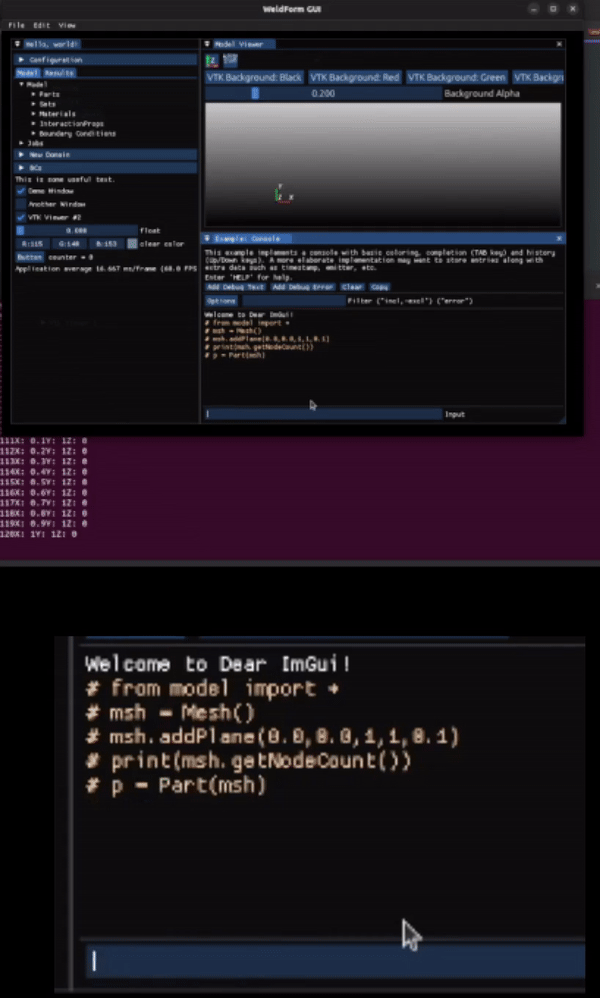 WeldForm GUI
File Edit View
Hello, world!
Configuration
Model Results
Model
Parts
Sets
Materials
InteractionProps
Boundary Conditions
Jobs
New Domain
BCs
This is some useful text.
Demo Window
Another Window
VTK Viewer #2
0.000 float
R:115 G:140 B:153 clear color
Button counter = 0
Application average 16.667 ms/frame (60.0 FPS
Model Viewer
VTK Background: Black VTK Background: Red VTK Background: Green VTK Backgr
0.200 Background Alpha
Y
Z X
Example: Console
This example implements a console with basic coloring, completion (TAB key) and history
(Up/Down keys). A more elaborate implementation may want to store entries along with
extra data such as timestamp, emitter, etc.
Enter 'HELP' for help.
Add Debug Text Add Debug Error Clear Copy
Options Filter ("incl,-excl") ("error")
Welcome to Dear ImGui!
# from model import *
# msh = Mesh()
# msh.addPlane(0.0,0.0,1,1,0.1)
# print(msh.getNodeCount())
# p = Part(msh)
Input
111X: 0.1Y: 1Z: 0
112X: 0.2Y: 1Z: 0
113X: 0.3Y: 1Z: 0
114X: 0.4Y: 1Z: 0
115X: 0.5Y: 1Z: 0
116X: 0.6Y: 1Z: 0
117X: 0.7Y: 1Z: 0
118X: 0.8Y: 1Z: 0
119X: 0.9Y: 1Z: 0
120X: 1Y: 1Z: 0
Welcome to Dear ImGui!
# from model import *
# msh = Mesh()
# msh.addPlane(0.0,0.0,1,1,0.1)
# print(msh.getNodeCount())
# p = Part(msh)